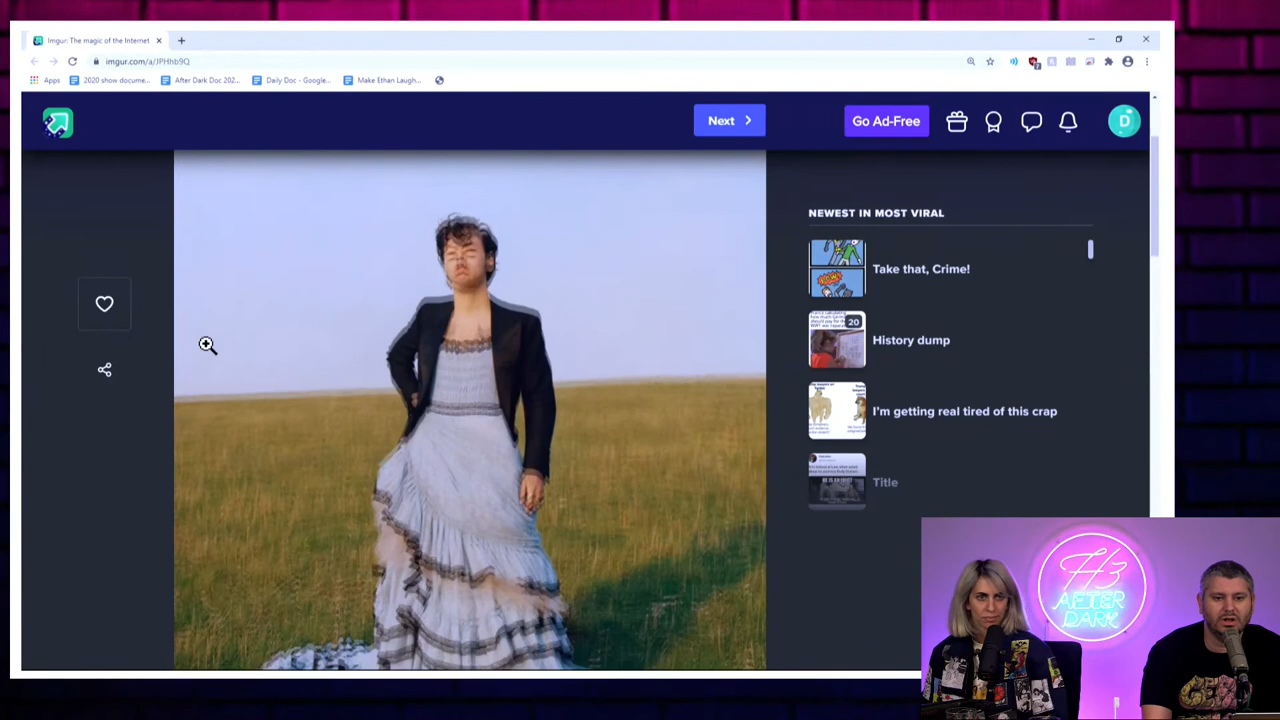 Imgur: The magic of the Internet
imgur.com/a/JPHhb9Q
Apps
2020 show docume...
After Dark Doc 202...
Daily Doc - Google...
Make Ethan Laugh...
Next
Go Ad-Free
D
NEWEST IN MOST VIRAL
Take that, Crime!
20
History dump
I'm getting real tired of this crap
Title
H3
AFTER
DARK